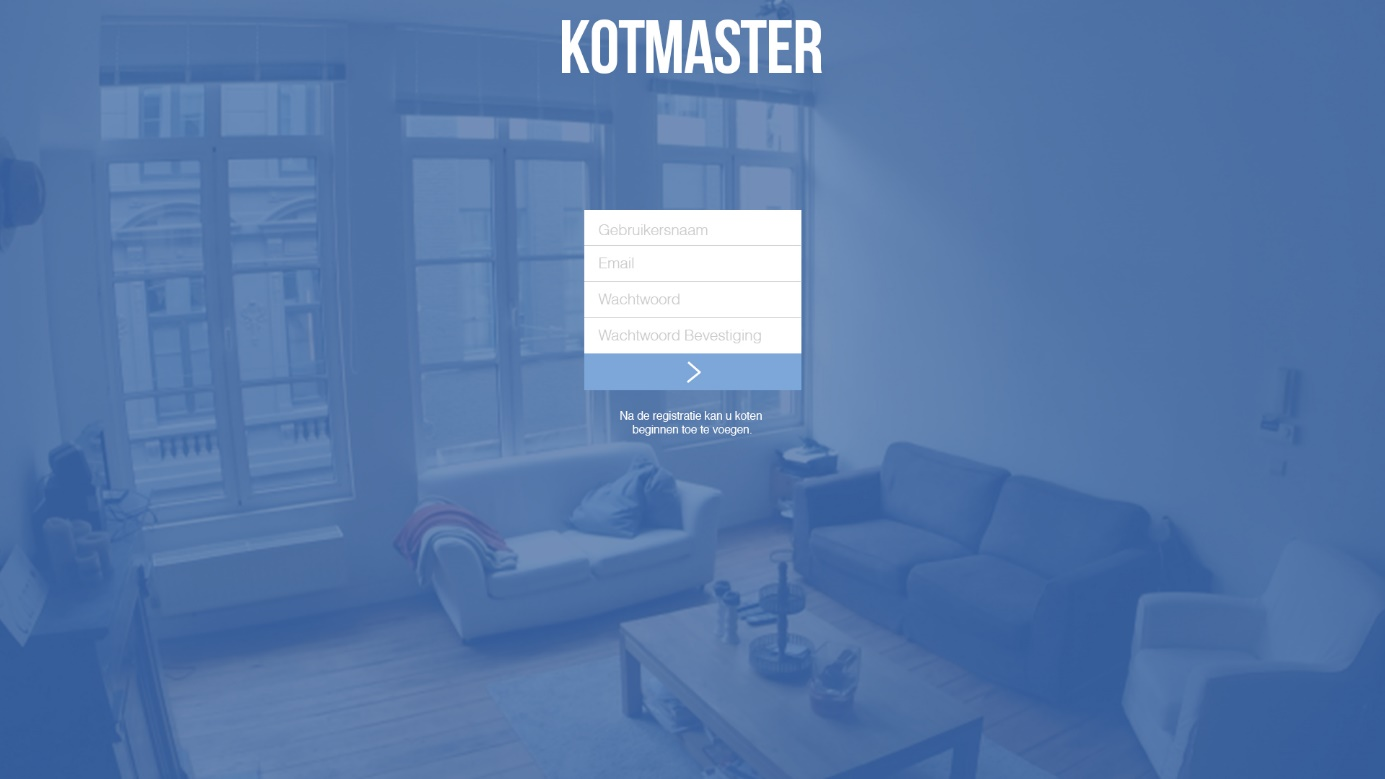 KOTMASTER
Gebruikersnaam
Email
Wachtwoord
Wachtwoord Bevestiging
Na de registratie kan u koten
beginnen toe te voegen.